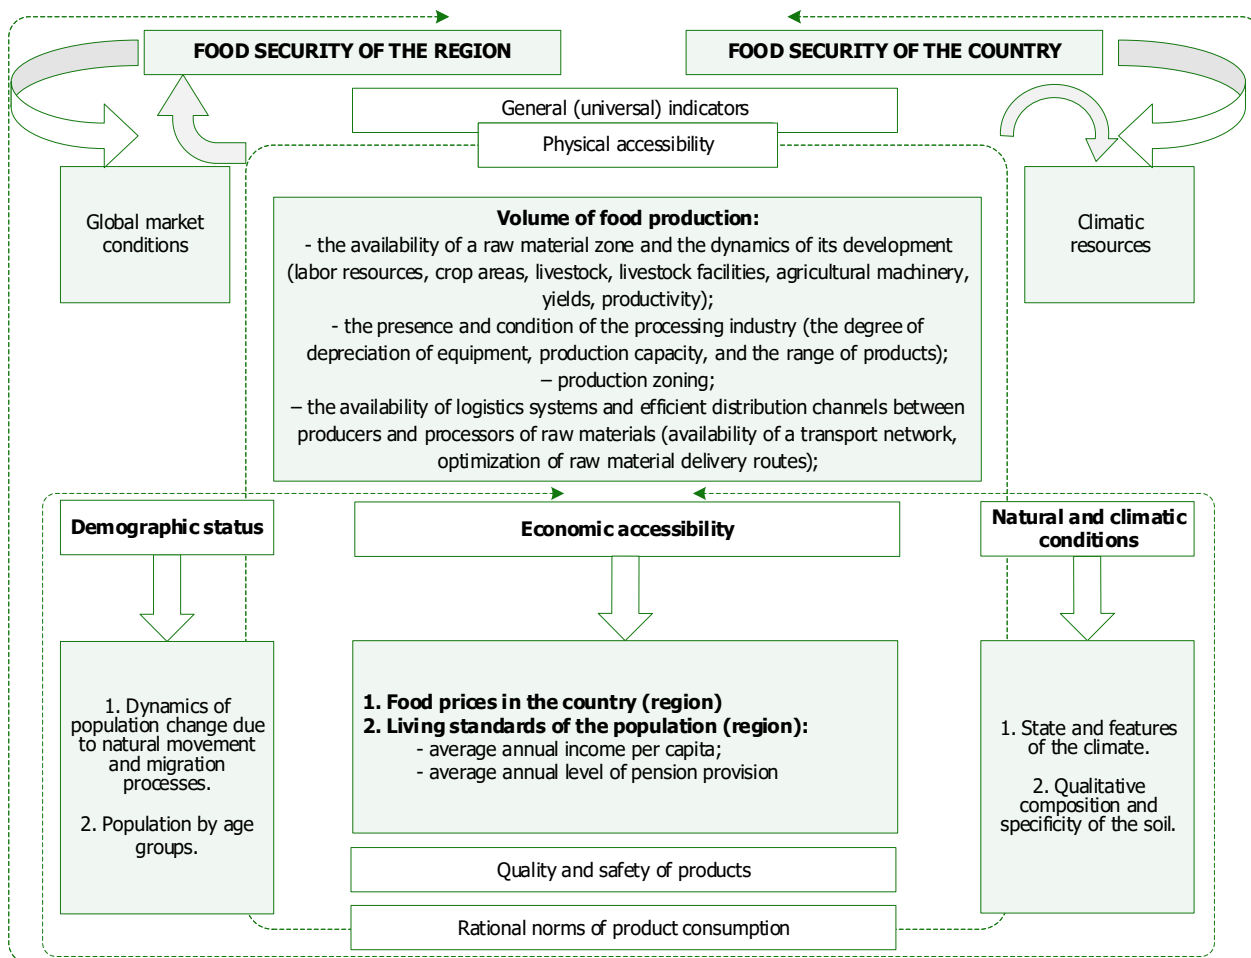 FOOD SECURITY OF THE REGION
FOOD SECURITY OF THE COUNTRY
General (universal) indicators
Physical accessibility
Global market
conditions
Volume of food production:
- the availability of a raw material zone and the dynamics of its development
(labor resources, crop areas, livestock, livestock facilities, agricultural machinery,
yields, productivity);
- the presence and condition of the processing industry (the degree of
depreciation of equipment, production capacity, and the range of products);
– production zoning;
– the availability of logistics systems and efficient distribution channels between
producers and processors of raw materials (availability of a transport network,
optimization of raw material delivery routes);
Climatic
resources
Demographic status
Economic accessibility
Natural and climatic
conditions
1. Dynamics of
population change due
to natural movement
and migration
processes.
2. Population by age
groups.
1. Food prices in the country (region)
2. Living standards of the population (region):
- average annual income per capita;
- average annual level of pension provision
1. State and features
of the climate.
2. Qualitative
composition and
specificity of the soil.
Quality and safety of products
Rational norms of product consumption